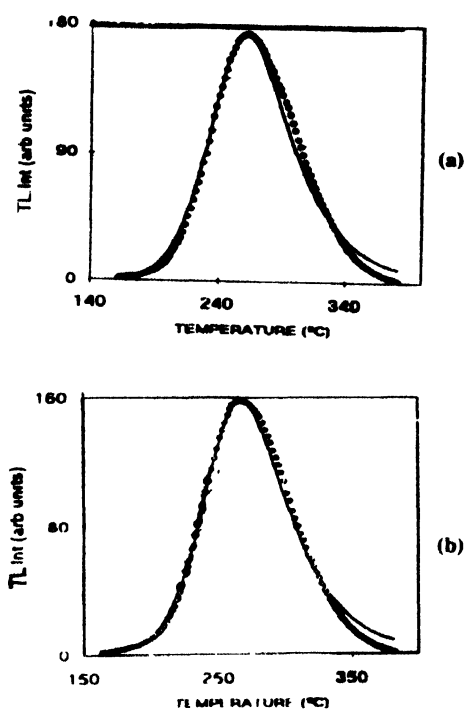 180
TL Int (arb units)
90
(a)
0
140
240
340
TEMPERATURE (°C)
160
TL Int (arb units)
80
(b)
0
150
250
350
TEMPERATURE (°C)